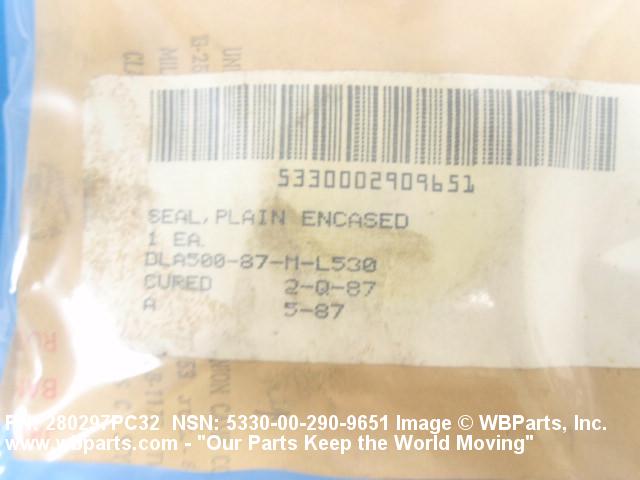 5330002909651
SEAL, PLAIN ENCASED
1 EA.
DLA500-87-M-L530
CURED 2-Q-87
A 5-87
280297PC32 NSN: 5330-00-290-9651 Image © WBParts, Inc.
www.wbparts.com - "Our Parts Keep the World Moving"